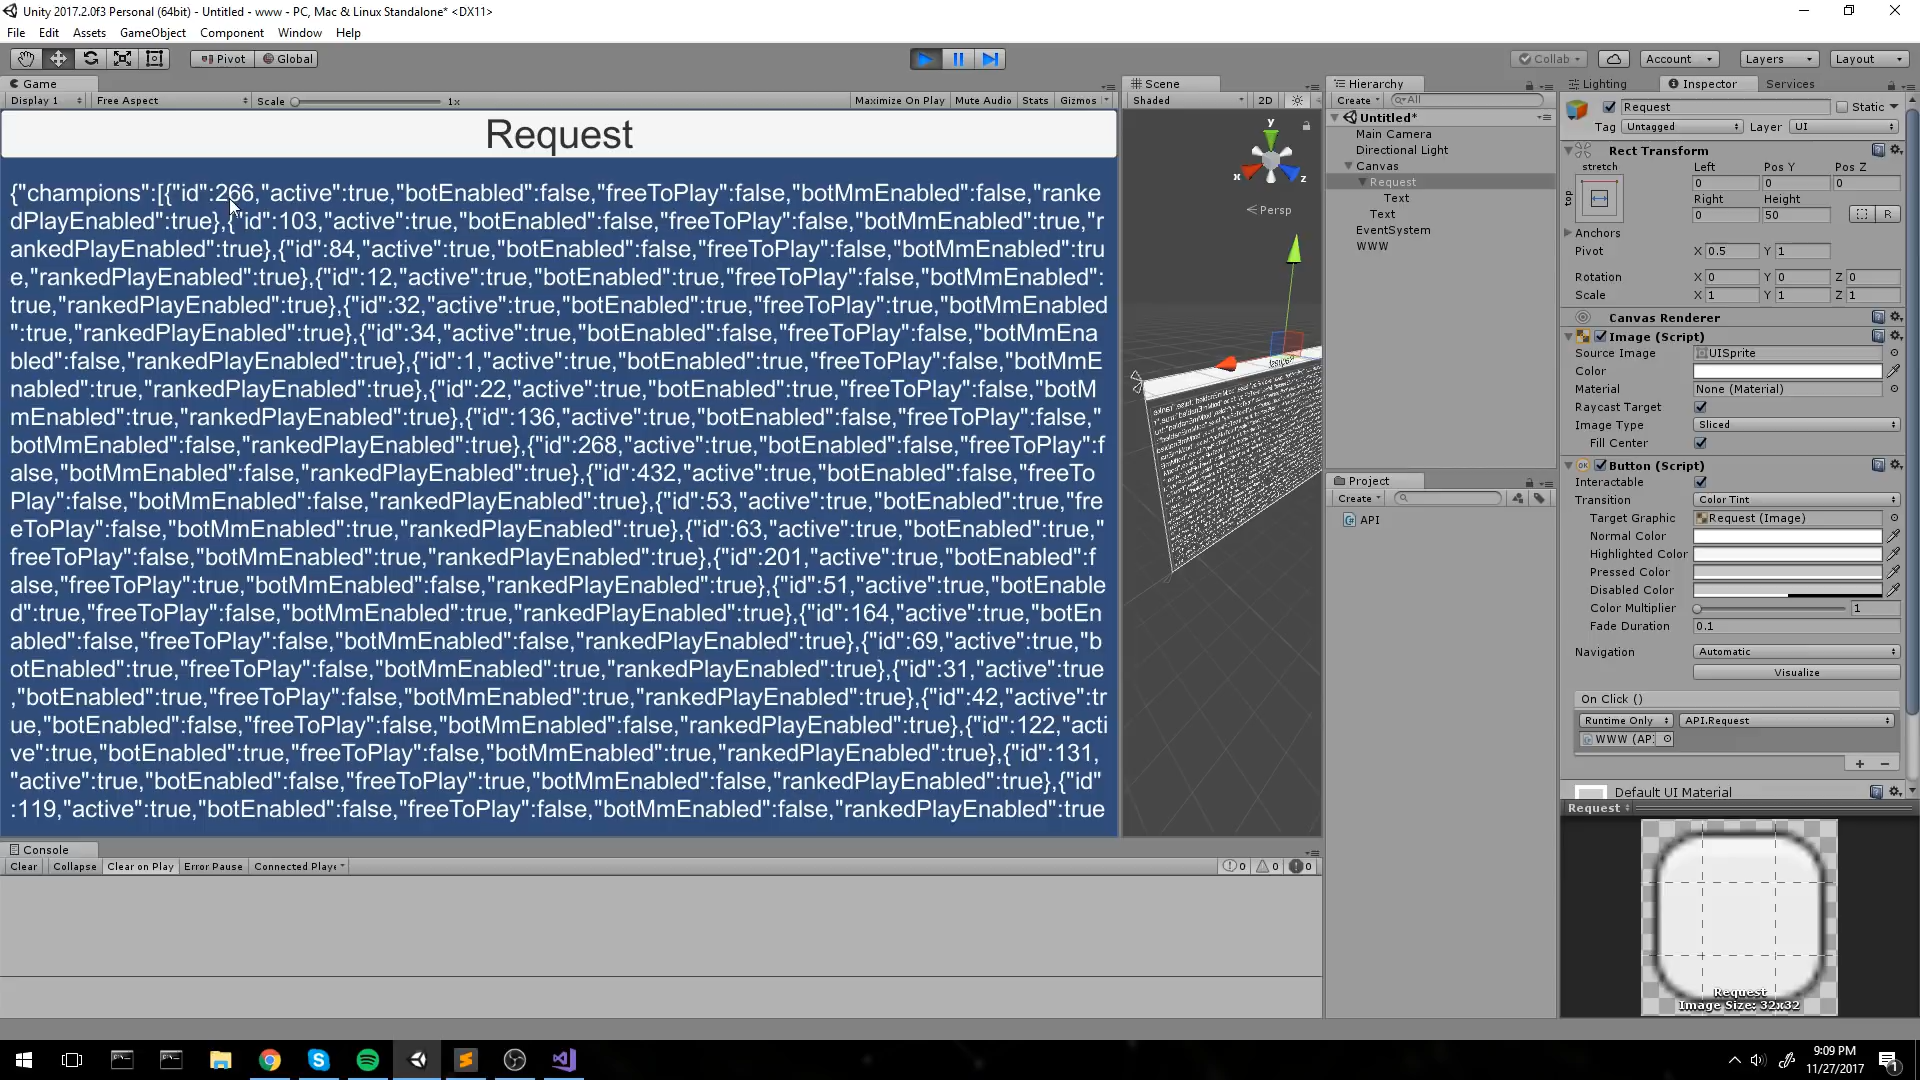 Unity 2017.2.0f3 Personal (64bit) - Untitled - www - PC, Mac & Linux Standalone* <DX11>
File Edit Assets GameObject Component Window Help
Pivot Global Collab Account Layers Layout
Game
Display 1 Free Aspect Scale 1x Maximize On Play Mute Audio Stats Gizmos
Request
{"champions":[{"id":266,"active":true,"botEnabled":false,"freeToPlay":false,"botMmEnabled":false,"ranke
dPlayEnabled":true},{"id":103,"active":true,"botEnabled":false,"freeToPlay":false,"botMmEnabled":true,"r
ankedPlayEnabled":true},{"id":84,"active":true,"botEnabled":false,"freeToPlay":false,"botMmEnabled":tru
e,"rankedPlayEnabled":true},{"id":12,"active":true,"botEnabled":true,"freeToPlay":false,"botMmEnabled":
true,"rankedPlayEnabled":true},{"id":32,"active":true,"botEnabled":true,"freeToPlay":true,"botMmEnabled
":true,"rankedPlayEnabled":true},{"id":34,"active":true,"botEnabled":false,"freeToPlay":false,"botMmEna
bled":false,"rankedPlayEnabled":true},{"id":1,"active":true,"botEnabled":true,"freeToPlay":false,"botMmE
nabled":true,"rankedPlayEnabled":true},{"id":22,"active":true,"botEnabled":true,"freeToPlay":false,"botM
mEnabled":true,"rankedPlayEnabled":true},{"id":136,"active":true,"botEnabled":false,"freeToPlay":false,"
botMmEnabled":false,"rankedPlayEnabled":true},{"id":268,"active":true,"botEnabled":false,"freeToPlay":f
alse,"botMmEnabled":false,"rankedPlayEnabled":true},{"id":432,"active":true,"botEnabled":false,"freeTo
Play":false,"botMmEnabled":false,"rankedPlayEnabled":true},{"id":53,"active":true,"botEnabled":true,"fre
eToPlay":false,"botMmEnabled":true,"rankedPlayEnabled":true},{"id":63,"active":true,"botEnabled":true,"
freeToPlay":false,"botMmEnabled":true,"rankedPlayEnabled":true},{"id":201,"active":true,"botEnabled":f
alse,"freeToPlay":true,"botMmEnabled":false,"rankedPlayEnabled":true},{"id":51,"active":true,"botEnable
d":true,"freeToPlay":false,"botMmEnabled":true,"rankedPlayEnabled":true},{"id":164,"active":true,"botEn
abled":false,"freeToPlay":false,"botMmEnabled":false,"rankedPlayEnabled":true},{"id":69,"active":true,"b
otEnabled":true,"freeToPlay":false,"botMmEnabled":true,"rankedPlayEnabled":true},{"id":31,"active":true
,"botEnabled":true,"freeToPlay":false,"botMmEnabled":true,"rankedPlayEnabled":true},{"id":42,"active":tr
ue,"botEnabled":false,"freeToPlay":false,"botMmEnabled":false,"rankedPlayEnabled":true},{"id":122,"acti
ve":true,"botEnabled":true,"freeToPlay":false,"botMmEnabled":true,"rankedPlayEnabled":true},{"id":131,
"active":true,"botEnabled":false,"freeToPlay":true,"botMmEnabled":false,"rankedPlayEnabled":true},{"id"
:119,"active":true,"botEnabled":false,"freeToPlay":false,"botMmEnabled":false,"rankedPlayEnabled":true
Console
Clear Collapse Clear on Play Error Pause Connected Playe 0 0 0
Scene
Shaded 2D
y
x z
Persp
Hierarchy
Create All
Untitled*
Main Camera
Directional Light
Canvas
Request
Text
Text
EventSystem
WWW
Project
Create
API
Lighting Inspector Services
Request Static
Tag Untagged Layer UI
Rect Transform
stretch Left Pos Y Pos Z
top 0 0 0
Right Height
0 50 R
Anchors
Pivot X 0.5 Y 1
Rotation X 0 Y 0 Z 0
Scale X 1 Y 1 Z 1
Canvas Renderer
Image (Script)
Source Image UISprite
Color
Material None (Material)
Raycast Target
Image Type Sliced
Fill Center
Button (Script)
Interactable
Transition Color Tint
Target Graphic Request (Image)
Normal Color
Highlighted Color
Pressed Color
Disabled Color
Color Multiplier 1
Fade Duration 0.1
Navigation Automatic
Visualize
On Click ()
Runtime Only API.Request
WWW (AP
+ −
Default UI Material
Request
Request
Image Size: 32x32
9:09 PM
11/27/2017
1